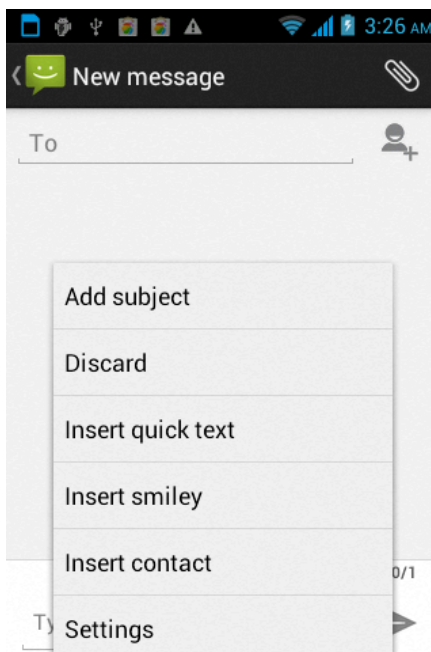 3:26 AM
New message
To
Add subject
Discard
Insert quick text
Insert smiley
Insert contact
0/1
Ty
Settings